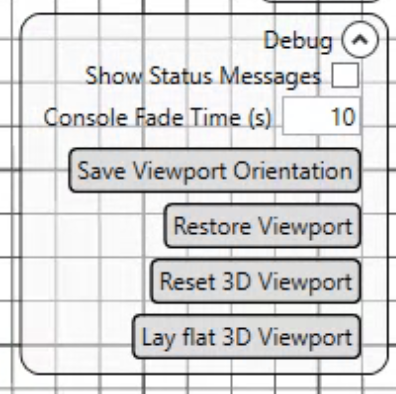 Debug
Show Status Messages
Console Fade Time (s) 10
Save Viewport Orientation
Restore Viewport
Reset 3D Viewport
Lay flat 3D Viewport